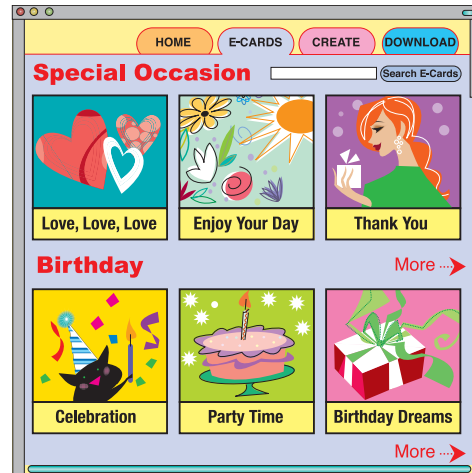 HOME E-CARDS CREATE DOWNLOAD
Special Occasion Search E-Cards
Love, Love, Love Enjoy Your Day Thank You
Birthday More
Celebration Party Time Birthday Dreams
More